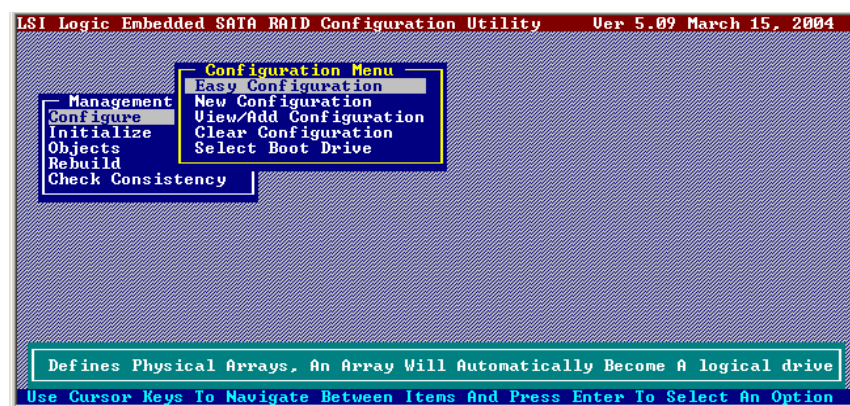 LSI Logic Embedded SATA RAID Configuration Utility Ver 5.09 March 15, 2004
Configuration Menu
Easy Configuration
New Configuration
View/Add Configuration
Clear Configuration
Select Boot Drive
Management
Configure
Initialize
Objects
Rebuild
Check Consistency
Defines Physical Arrays, An Array Will Automatically Become A logical drive
Use Cursor Keys To Navigate Between Items And Press Enter To Select An Option